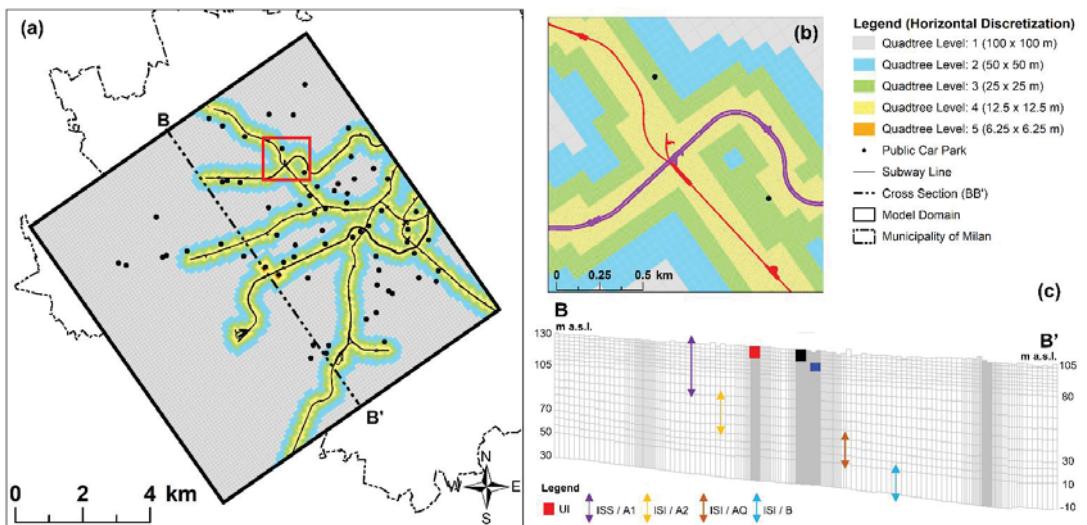 (a)
B
B'
N
W E
S
0 2 4 km
(b)
0 0.25 0.5 km
Legend (Horizontal Discretization)
Quadtree Level: 1 (100 x 100 m)
Quadtree Level: 2 (50 x 50 m)
Quadtree Level: 3 (25 x 25 m)
Quadtree Level: 4 (12.5 x 12.5 m)
Quadtree Level: 5 (6.25 x 6.25 m)
Public Car Park
Subway Line
Cross Section (BB')
Model Domain
Municipality of Milan
(c)
B
B'
130 m a.s.l.
m a.s.l. 105
105
80
70
50
30
30
10
-10
Legend
UI ISS / A1 ISI / A2 ISI / AQ ISI / B